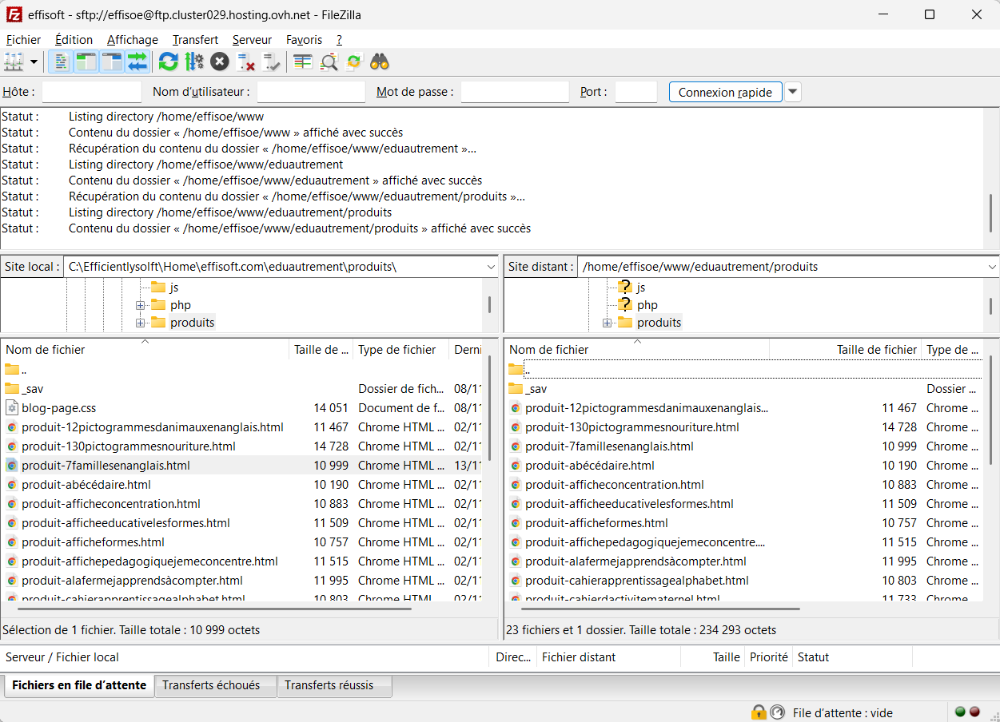 effisoft - sftp://effisoe@ftp.cluster029.hosting.ovh.net - FileZilla
Fichier Édition Affichage Transfert Serveur Favoris ?
Hôte : Nom d'utilisateur : Mot de passe : Port : Connexion rapide
Statut : Listing directory /home/effisoe/www
Statut : Contenu du dossier « /home/effisoe/www » affiché avec succès
Statut : Récupération du contenu du dossier « /home/effisoe/www/eduautrement »...
Statut : Listing directory /home/effisoe/www/eduautrement
Statut : Contenu du dossier « /home/effisoe/www/eduautrement » affiché avec succès
Statut : Récupération du contenu du dossier « /home/effisoe/www/eduautrement/produits »...
Statut : Listing directory /home/effisoe/www/eduautrement/produits
Statut : Contenu du dossier « /home/effisoe/www/eduautrement/produits » affiché avec succès
Site local : C:\Efficientlysolft\Home\effisoft.com\eduautrement\produits\
js
php
produits
Nom de fichier Taille de ... Type de fichier Derni
..
_sav Dossier de fich... 08/11
blog-page.css 14 051 Document de f... 08/11
produit-12pictogrammesdanimauxenanglais.html 11 467 Chrome HTML ... 02/11
produit-130pictogrammesnouriture.html 14 728 Chrome HTML ... 02/11
produit-7famillesenanglais.html 10 999 Chrome HTML ... 13/11
produit-abécédaire.html 10 190 Chrome HTML ... 02/11
produit-afficheconcentration.html 10 883 Chrome HTML ... 02/11
produit-afficheeducativelesformes.html 11 509 Chrome HTML ... 02/11
produit-afficheformes.html 10 757 Chrome HTML ... 02/11
produit-affichepedagogiquejemeconcentre.html 11 515 Chrome HTML ... 02/11
produit-alafermejapprendsàcompter.html 11 995 Chrome HTML ... 02/11
produit-cahierapprentissagealphabet.html 10 803 Chrome HTML ... 02/11
Sélection de 1 fichier. Taille totale : 10 999 octets
Site distant : /home/effisoe/www/eduautrement/produits
js
php
produits
Nom de fichier Taille de fichier Type de ...
..
_sav Dossier ...
produit-12pictogrammesdanimauxenanglais... 11 467 Chrome ...
produit-130pictogrammesnouriture.html 14 728 Chrome ...
produit-7famillesenanglais.html 10 999 Chrome ...
produit-abécédaire.html 10 190 Chrome ...
produit-afficheconcentration.html 10 883 Chrome ...
produit-afficheeducativelesformes.html 11 509 Chrome ...
produit-afficheformes.html 10 757 Chrome ...
produit-affichepedagogiquejemeconcentre.... 11 515 Chrome ...
produit-alafermejapprendsàcompter.html 11 995 Chrome ...
produit-cahierapprentissagealphabet.html 10 803 Chrome ...
produit-cahierdactivitematernel.html 11 733 Chrome ...
23 fichiers et 1 dossier. Taille totale : 234 293 octets
Serveur / Fichier local Direc... Fichier distant Taille Priorité Statut
Fichiers en file d'attente Transferts échoués Transferts réussis
File d'attente : vide